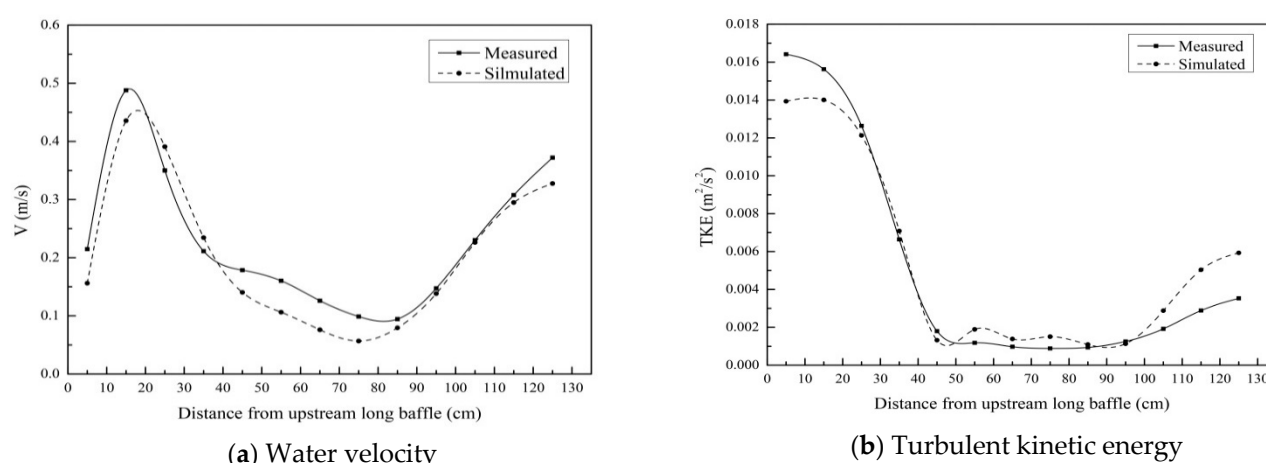 0.6
0.5
0.4
0.3
0.2
0.1
0.0
V (m/s)
Measured
Silmulated
0 10 20 30 40 50 60 70 80 90 100 110 120 130
Distance from upstream long baffle (cm)
(a) Water velocity
0.018
0.016
0.014
0.012
0.010
0.008
0.006
0.004
0.002
0.000
TKE (m²/s²)
Measured
Simulated
0 10 20 30 40 50 60 70 80 90 100 110 120 130
Distance from upstream long baffle (cm)
(b) Turbulent kinetic energy